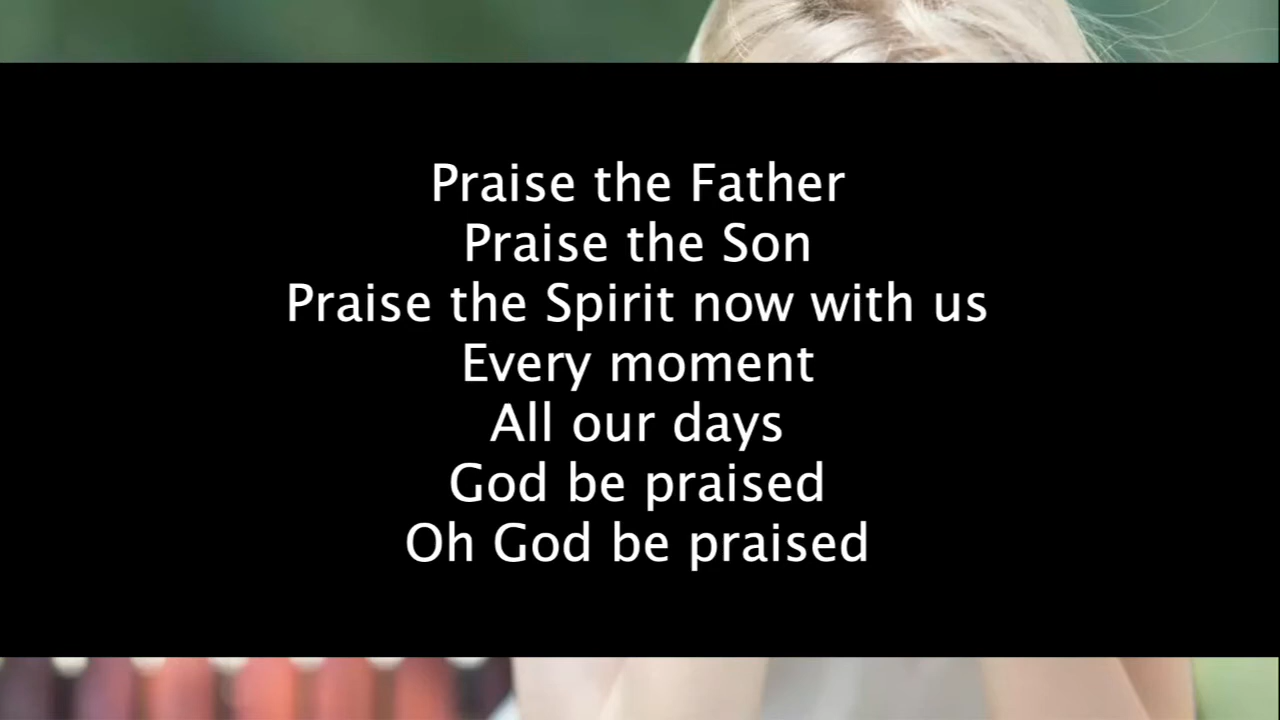 Praise the Father
Praise the Son
Praise the Spirit now with us
Every moment
All our days
God be praised
Oh God be praised